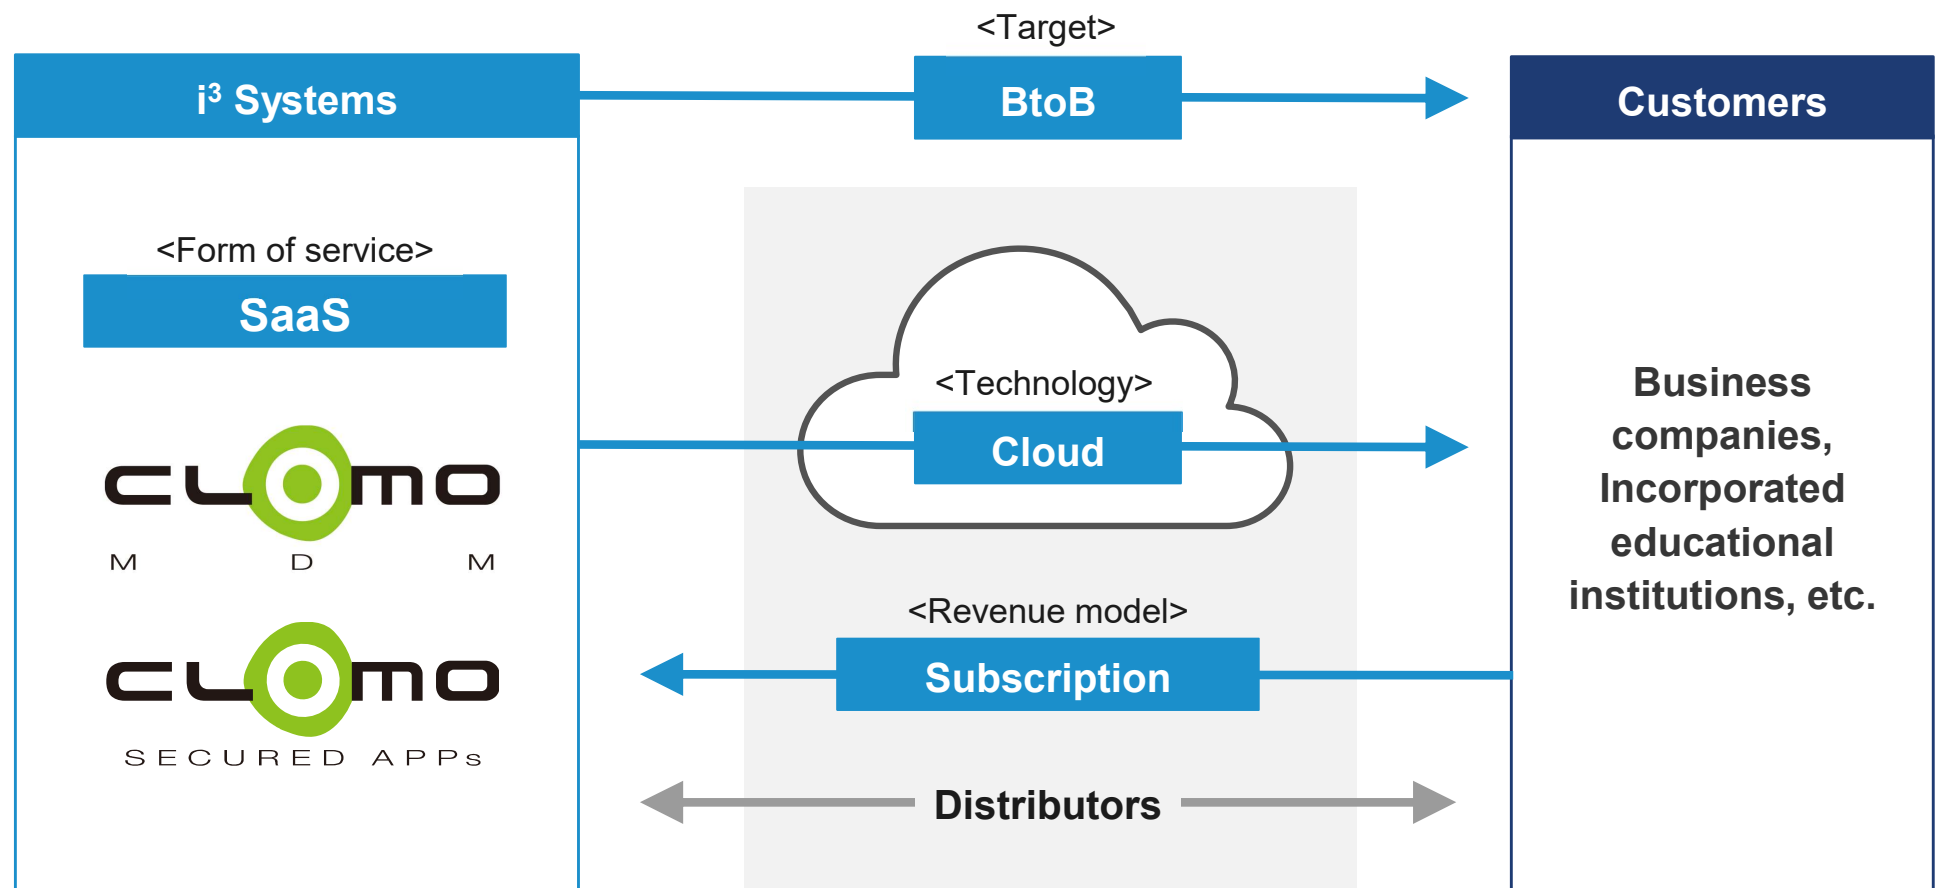 <Target>
i³ Systems
BtoB
Customers
<Form of service>
SaaS
<Technology>
Cloud
Business
companies,
Incorporated
educational
institutions, etc.
CLOMO
M D M
<Revenue model>
Subscription
CLOMO
SECURED APPs
Distributors